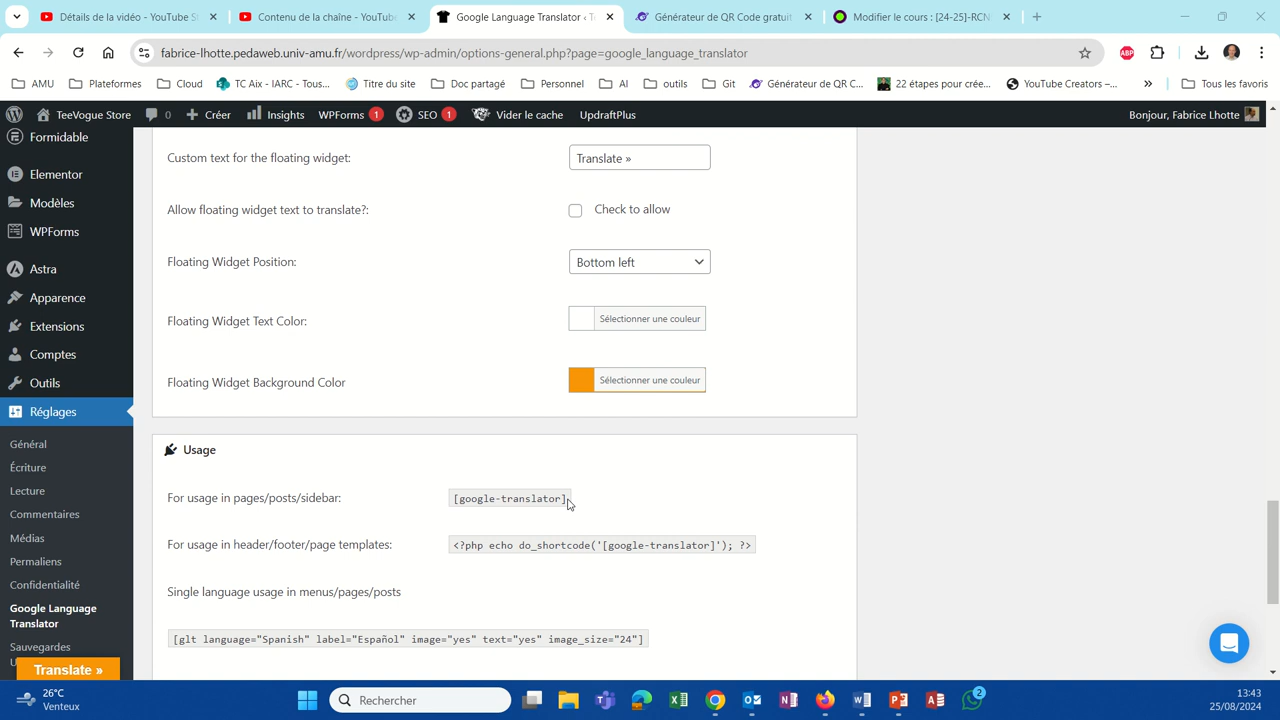 Détails de la vidéo - YouTube S
Contenu de la chaîne - YouTube
Google Language Translator ‹ T
Générateur de QR Code gratuit
Modifier le cours : [24-25]-RCN
fabrice-lhotte.pedaweb.univ-amu.fr/wordpress/wp-admin/options-general.php?page=google_language_translator
ABP
AMU
Plateformes
Cloud
TC Aix - IARC - Tous...
Titre du site
Doc partagé
Personnel
AI
outils
Git
Générateur de QR C...
22 étapes pour crée...
YouTube Creators –...
»
Tous les favoris
TeeVogue Store
0
Créer
Insights
WPForms 1
SEO 1
Vider le cache
UpdraftPlus
Bonjour, Fabrice Lhotte
Formidable
Elementor
Modèles
WPForms
Astra
Apparence
Extensions
Comptes
Outils
Réglages
Général
Écriture
Lecture
Commentaires
Médias
Permaliens
Confidentialité
Google Language
Translator
Sauvegardes
Translate »
Custom text for the floating widget:
Translate »
Allow floating widget text to translate?:
Check to allow
Floating Widget Position:
Bottom left
Floating Widget Text Color:
Sélectionner une couleur
Floating Widget Background Color
Sélectionner une couleur
Usage
For usage in pages/posts/sidebar:
[google-translator]
For usage in header/footer/page templates:
<?php echo do_shortcode('[google-translator]'); ?>
Single language usage in menus/pages/posts
[glt language="Spanish" label="Español" image="yes" text="yes" image_size="24"]
26°C
Venteux
Rechercher
2
13:43
25/08/2024